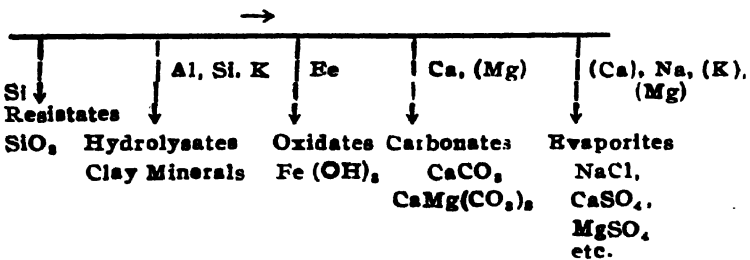 Si
Al, Si, K
Fe
Ca, (Mg)
(Ca), Na, (K),
(Mg)
Resistates
SiO₂
Hydrolysates
Clay Minerals
Oxidates
Fe (OH)₃
Carbonates
CaCO₃
CaMg(CO₃)₂
Evaporites
NaCl,
CaSO₄,
MgSO₄
etc.